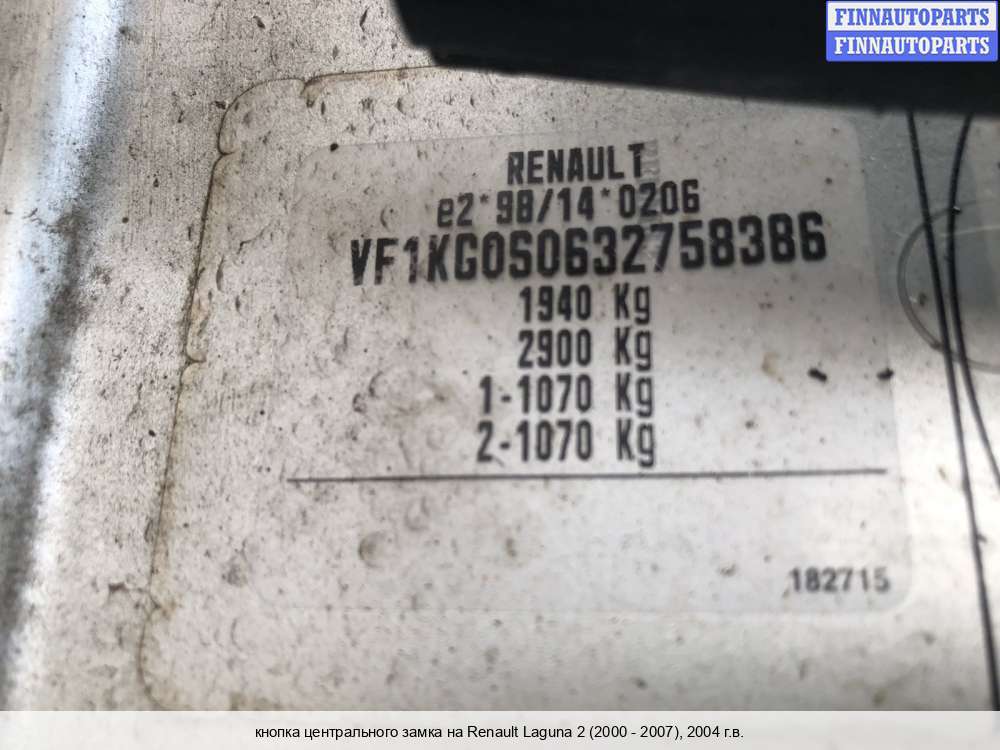 FINNAUTOPARTS
FINNAUTOPARTS
RENAULT
e2*98/14*0206
VF1KG0S0632758386
1940 Kg
2900 Kg
1-1070 Kg
2-1070 Kg
182715
кнопка центрального замка на Renault Laguna 2 (2000 - 2007), 2004 г.в.